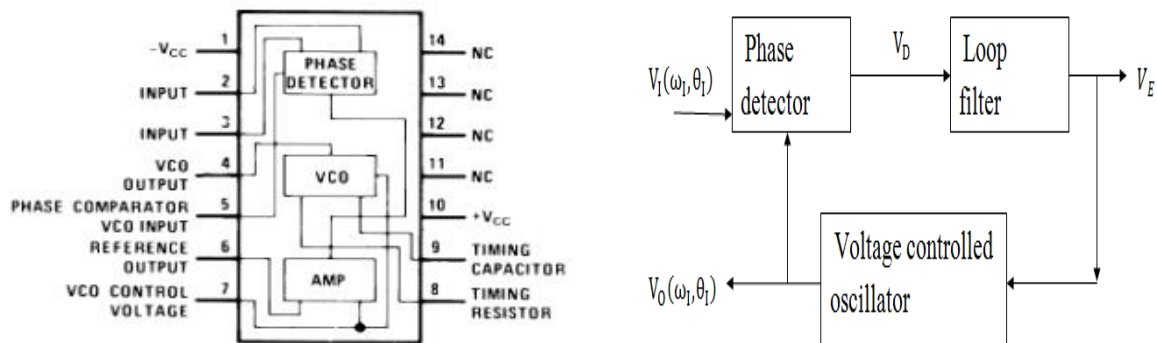 1
−VCC
2
INPUT
3
INPUT
4
VCO
OUTPUT
5
PHASE COMPARATOR
VCO INPUT
6
REFERENCE
OUTPUT
7
VCO CONTROL
VOLTAGE
PHASE
DETECTOR
VCO
AMP
14
NC
13
NC
12
NC
11
NC
10
+VCC
9
TIMING
CAPACITOR
8
TIMING
RESISTOR
VI(ωI,θI)
Phase
detector
VD
Loop
filter
VE
Voltage controlled
oscillator
VO(ωI,θI)